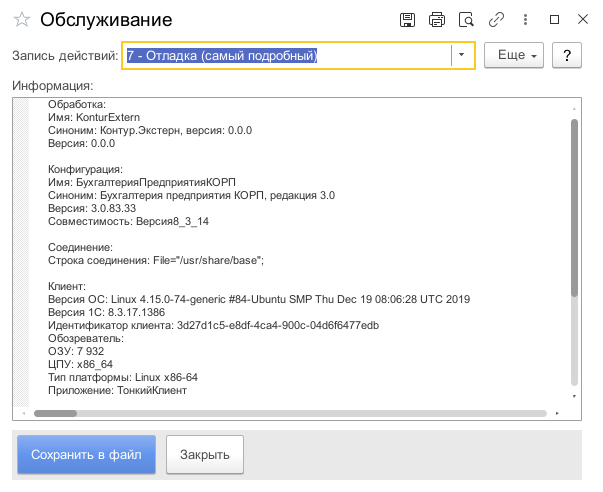 Обслуживание
Запись действий: 7 - Отладка (самый подробный) Еще ?
Информация:
Обработка:
Имя: KonturExtern
Синоним: Контур.Экстерн, версия: 0.0.0
Версия: 0.0.0
Конфигурация:
Имя: БухгалтерияПредприятияКОРП
Синоним: Бухгалтерия предприятия КОРП, редакция 3.0
Версия: 3.0.83.33
Совместимость: Версия8_3_14
Соединение:
Строка соединения: File="/usr/share/base";
Клиент:
Версия ОС: Linux 4.15.0-74-generic #84-Ubuntu SMP Thu Dec 19 08:06:28 UTC 2019
Версия 1С: 8.3.17.1386
Идентификатор клиента: 3d27d1c5-e8df-4ca4-900c-04d6f6477edb
Обозреватель:
ОЗУ: 7 932
ЦПУ: x86_64
Тип платформы: Linux x86-64
Приложение: ТонкийКлиент
Сохранить в файл Закрыть